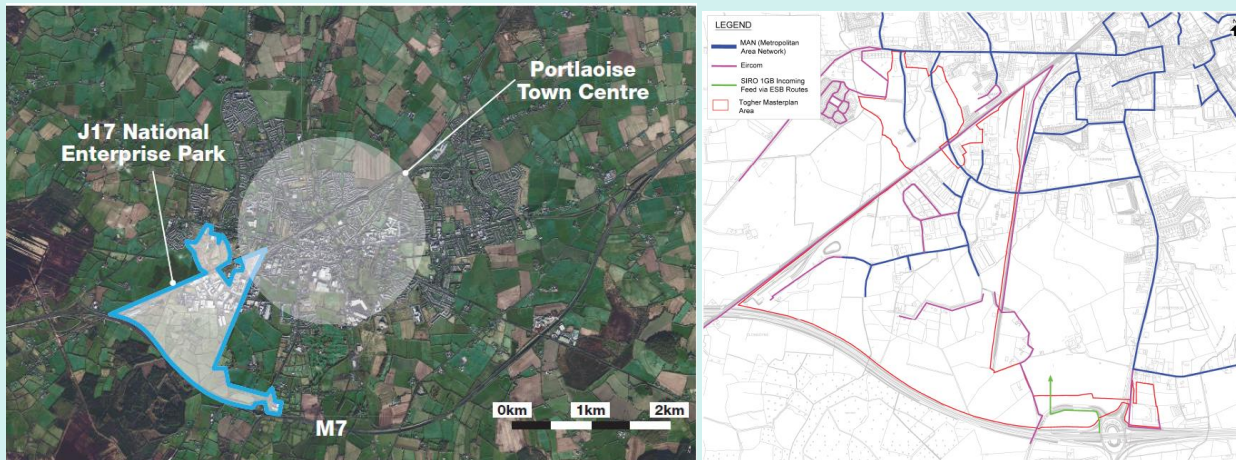 Portlaoise
Town Centre
J17 National
Enterprise Park
M7
0km
1km
2km
LEGEND
MAN (Metropolitan
Area Network)
Eircom
SIRO 1GB Incoming
Feed via ESB Routes
Togher Masterplan
Area